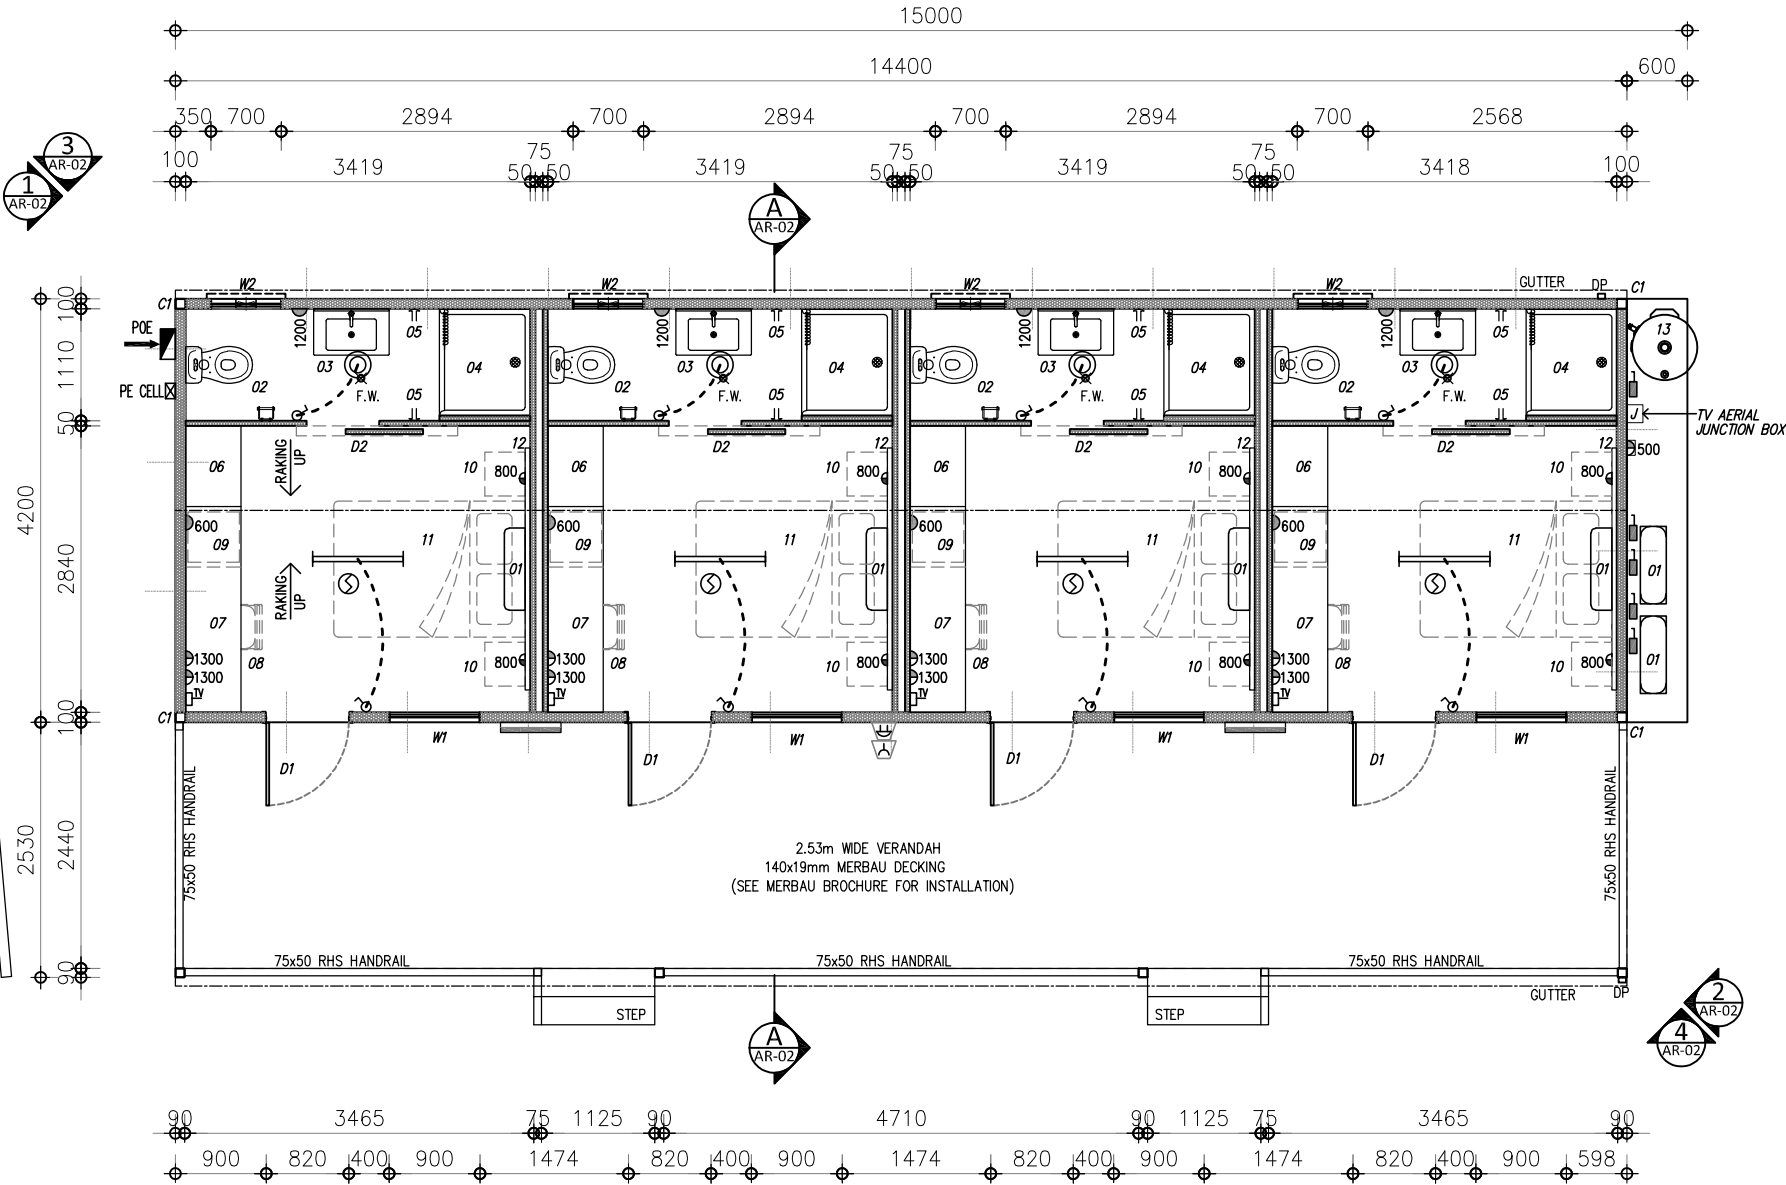 15000
14400 600
350 700 2894 700 2894 700 2894 700 2568
100 3419 50 75 50 3419 50 75 50 3419 50 75 50 3418 100
3
AR-02
1
AR-02
A
AR-02
W2 W2 W2 W2 GUTTER DP C1
C1
POE
PE CELL
1200 05 1200 05 1200 05 1200 05 13
02 03 04 02 03 04 02 03 04 02 03 04
F.W. 05 F.W. 05 F.W. 05 F.W. 05
J
TV AERIAL
JUNCTION BOX
D2 12 D2 D2 D2 12
500
RAKING
UP
06 10 800 06 10 800 06 10 800 06 10 800
600 600 600 600
09 11 09 11 09 11 09 11
01 01 01 01 01
RAKING
UP
07 07 07 07
08 10 800 08 10 800 08 10 800 08 10 800 01
1300 1300 1300 1300
1300 1300 1300 1300
TV TV TV TV
C1 C1
W1 W1 W1 W1
D1 D1 D1 D1
100
1110
50
4200
2840
100
2530
2440
90
75x50 RHS HANDRAIL
75x50 RHS HANDRAIL
2.53m WIDE VERANDAH
140x19mm MERBAU DECKING
(SEE MERBAU BROCHURE FOR INSTALLATION)
75x50 RHS HANDRAIL 75x50 RHS HANDRAIL 75x50 RHS HANDRAIL
GUTTER DP
STEP STEP
A
AR-02
2
AR-02
4
AR-02
90 3465 75 1125 90 4710 90 1125 75 3465 90
900 820 400 900 1474 820 400 900 1474 820 400 900 1474 820 400 900 598